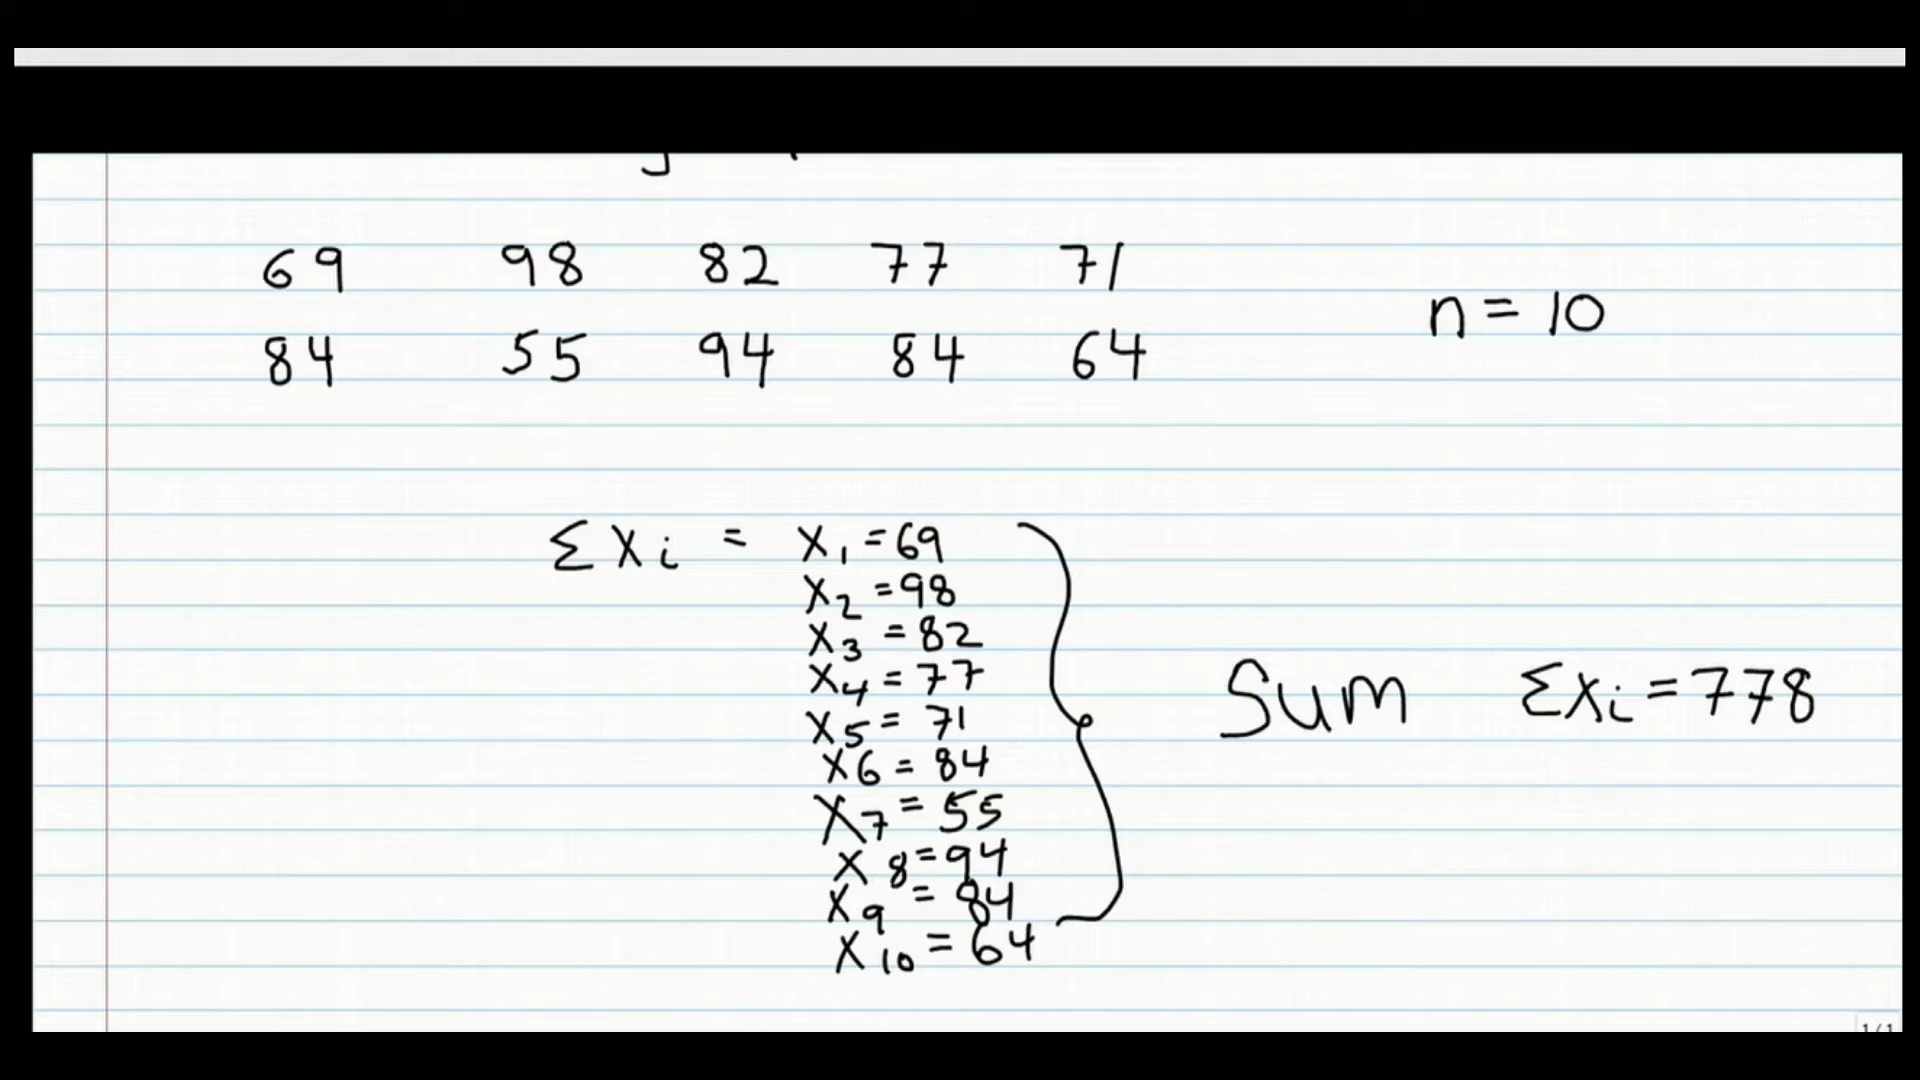 69 98 82 77 71
n = 10
84 55 94 84 64
Σxi = x1 = 69
x2 = 98
x3 = 82
x4 = 77
x5 = 71
x6 = 84
x7 = 55
x8 = 94
x9 = 84
x10 = 64
Sum Σxi = 778